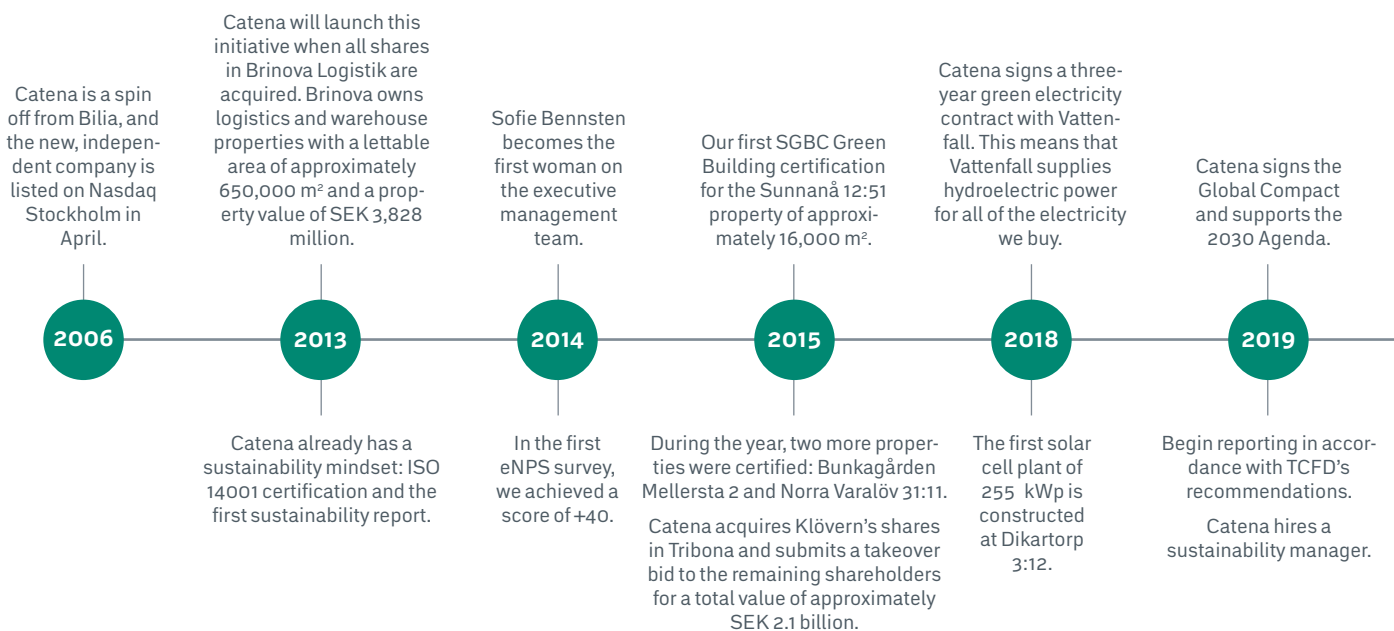 Catena is a spin
off from Bilia, and
the new, indepen-
dent company is
listed on Nasdaq
Stockholm in
April.
2006
Catena will launch this
initiative when all shares
in Brinova Logistik are
acquired. Brinova owns
logistics and warehouse
properties with a lettable
area of approximately
650,000 m² and a prop-
erty value of SEK 3,828
million.
2013
Catena already has a
sustainability mindset: ISO
14001 certification and the
first sustainability report.
Sofie Bennsten
becomes the
first woman on
the executive
management
team.
2014
In the first
eNPS survey,
we achieved a
score of +40.
Our first SGBC Green
Building certification
for the Sunnanå 12:51
property of approxi-
mately 16,000 m².
2015
During the year, two more proper-
ties were certified: Bunkagården
Mellersta 2 and Norra Varalöv 31:11.
Catena acquires Klövern’s shares
in Tribona and submits a takeover
bid to the remaining shareholders
for a total value of approximately
SEK 2.1 billion.
Catena signs a three-
year green electricity
contract with Vatten-
fall. This means that
Vattenfall supplies
hydroelectric power
for all of the electricity
we buy.
2018
The first solar
cell plant of
255 kWp is
constructed
at Dikartorp
3:12.
Catena signs the
Global Compact
and supports the
2030 Agenda.
2019
Begin reporting in accor-
dance with TCFD’s
recommendations.
Catena hires a
sustainability manager.